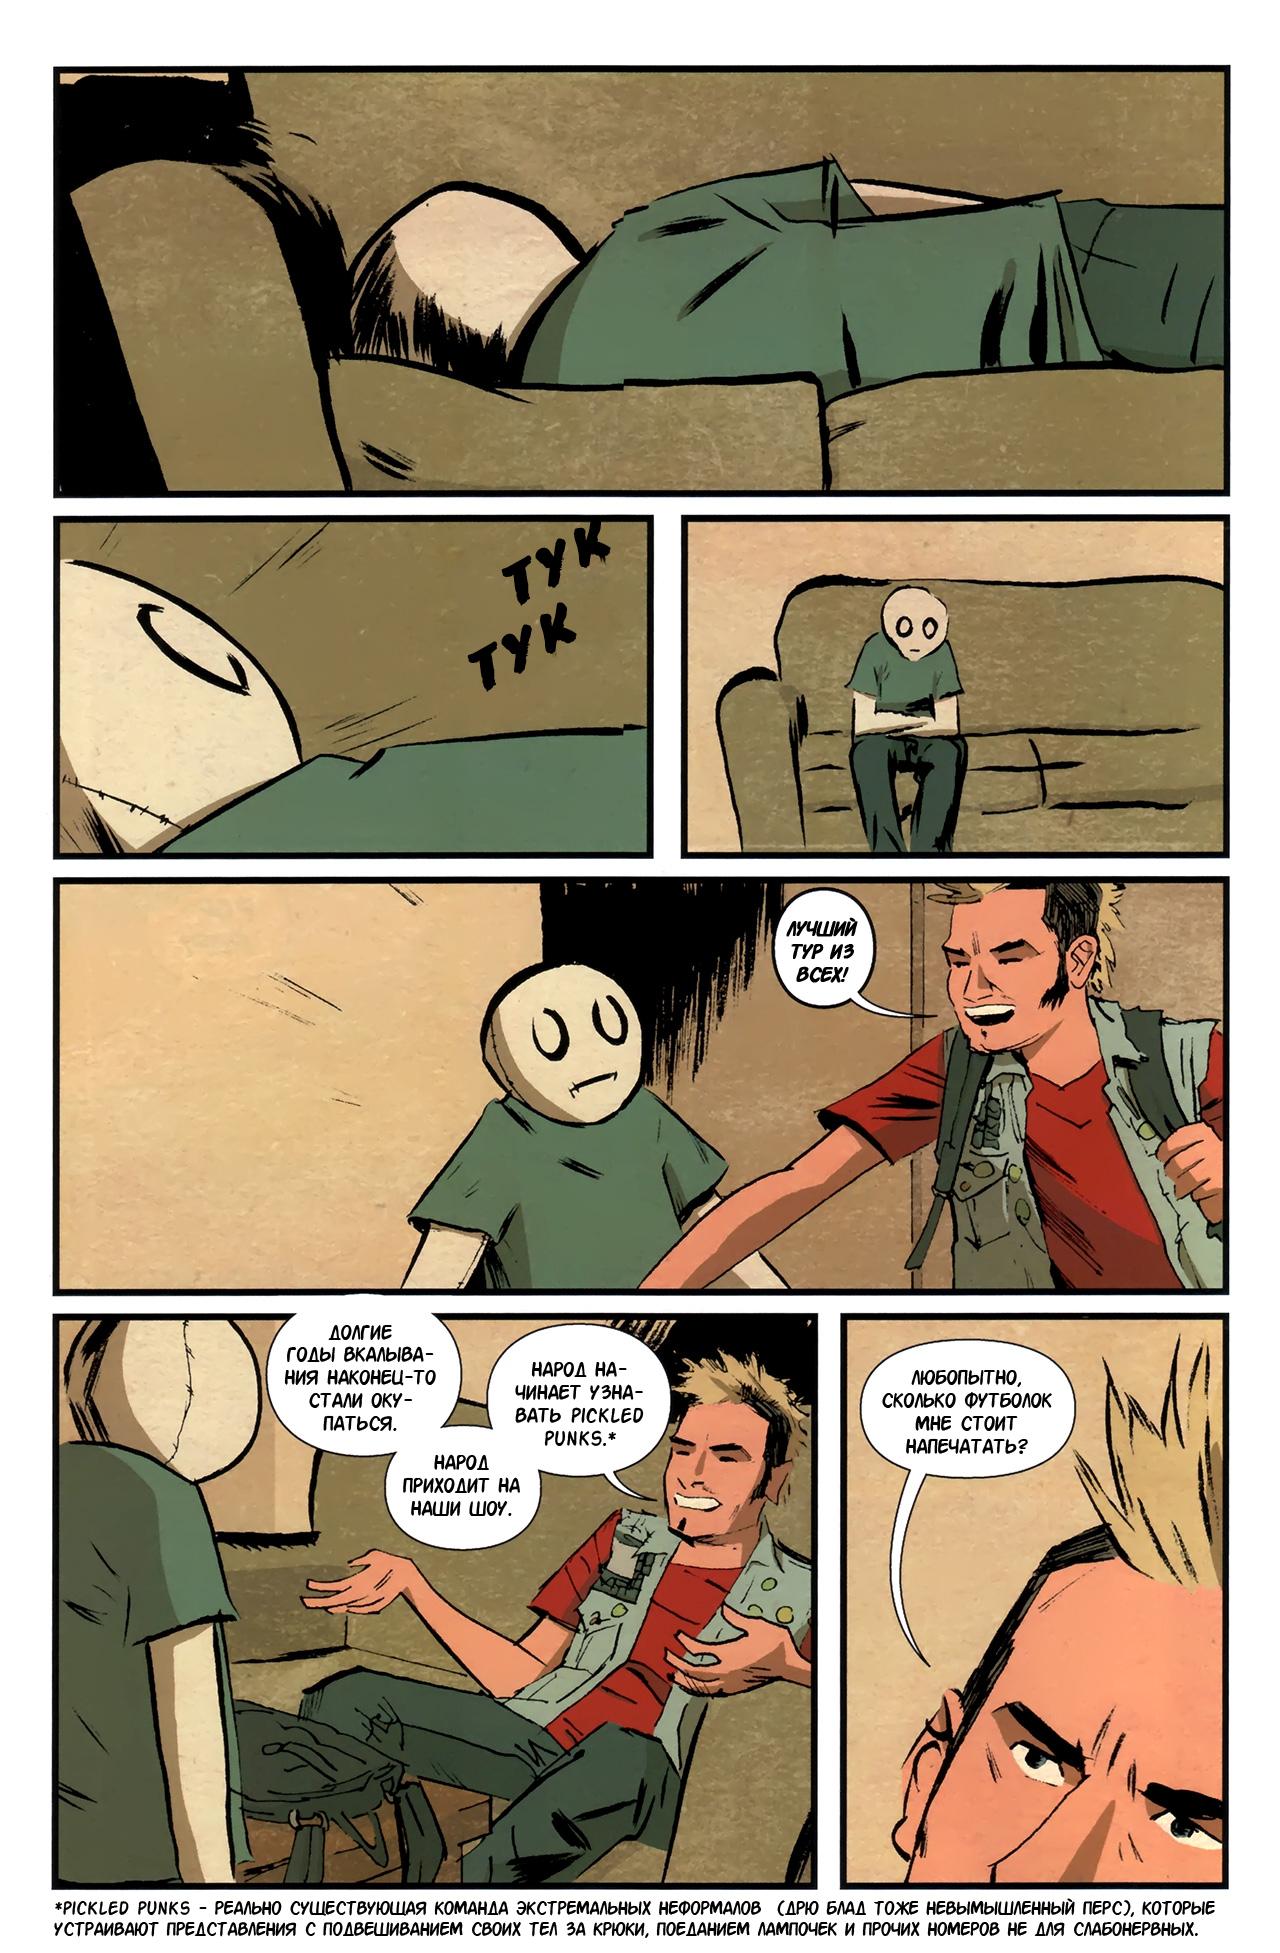 ТУК
ТУК
ЛУЧШИЙ
ТУР ИЗ
ВСЕХ!
ДОЛГИЕ
ГОДЫ ВКАЛЫВА-
НИЯ НАКОНЕЦ-ТО
СТАЛИ ОКУ-
ПАТЬСЯ.
НАРОД
ПРИХОДИТ НА
НАШИ ШОУ.
НАРОД НА-
ЧИНАЕТ УЗНА-
ВАТЬ PICKLED
PUNKS.*
ЛЮБОПЫТНО,
СКОЛЬКО ФУТБОЛОК
МНЕ СТОИТ
НАПЕЧАТАТЬ?
*PICKLED PUNKS - РЕАЛЬНО СУЩЕСТВУЮЩАЯ КОМАНДА ЭКСТРЕМАЛЬНЫХ НЕФОРМАЛОВ (ДРЮ БЛАД ТОЖЕ НЕВЫМЫШЛЕННЫЙ ПЕРС), КОТОРЫЕ
УСТРАИВАЮТ ПРЕДСТАВЛЕНИЯ С ПОДВЕШИВАНИЕМ СВОИХ ТЕЛ ЗА КРЮКИ, ПОЕДАНИЕМ ЛАМПОЧЕК И ПРОЧИХ НОМЕРОВ НЕ ДЛЯ СЛАБОНЕРВНЫХ.